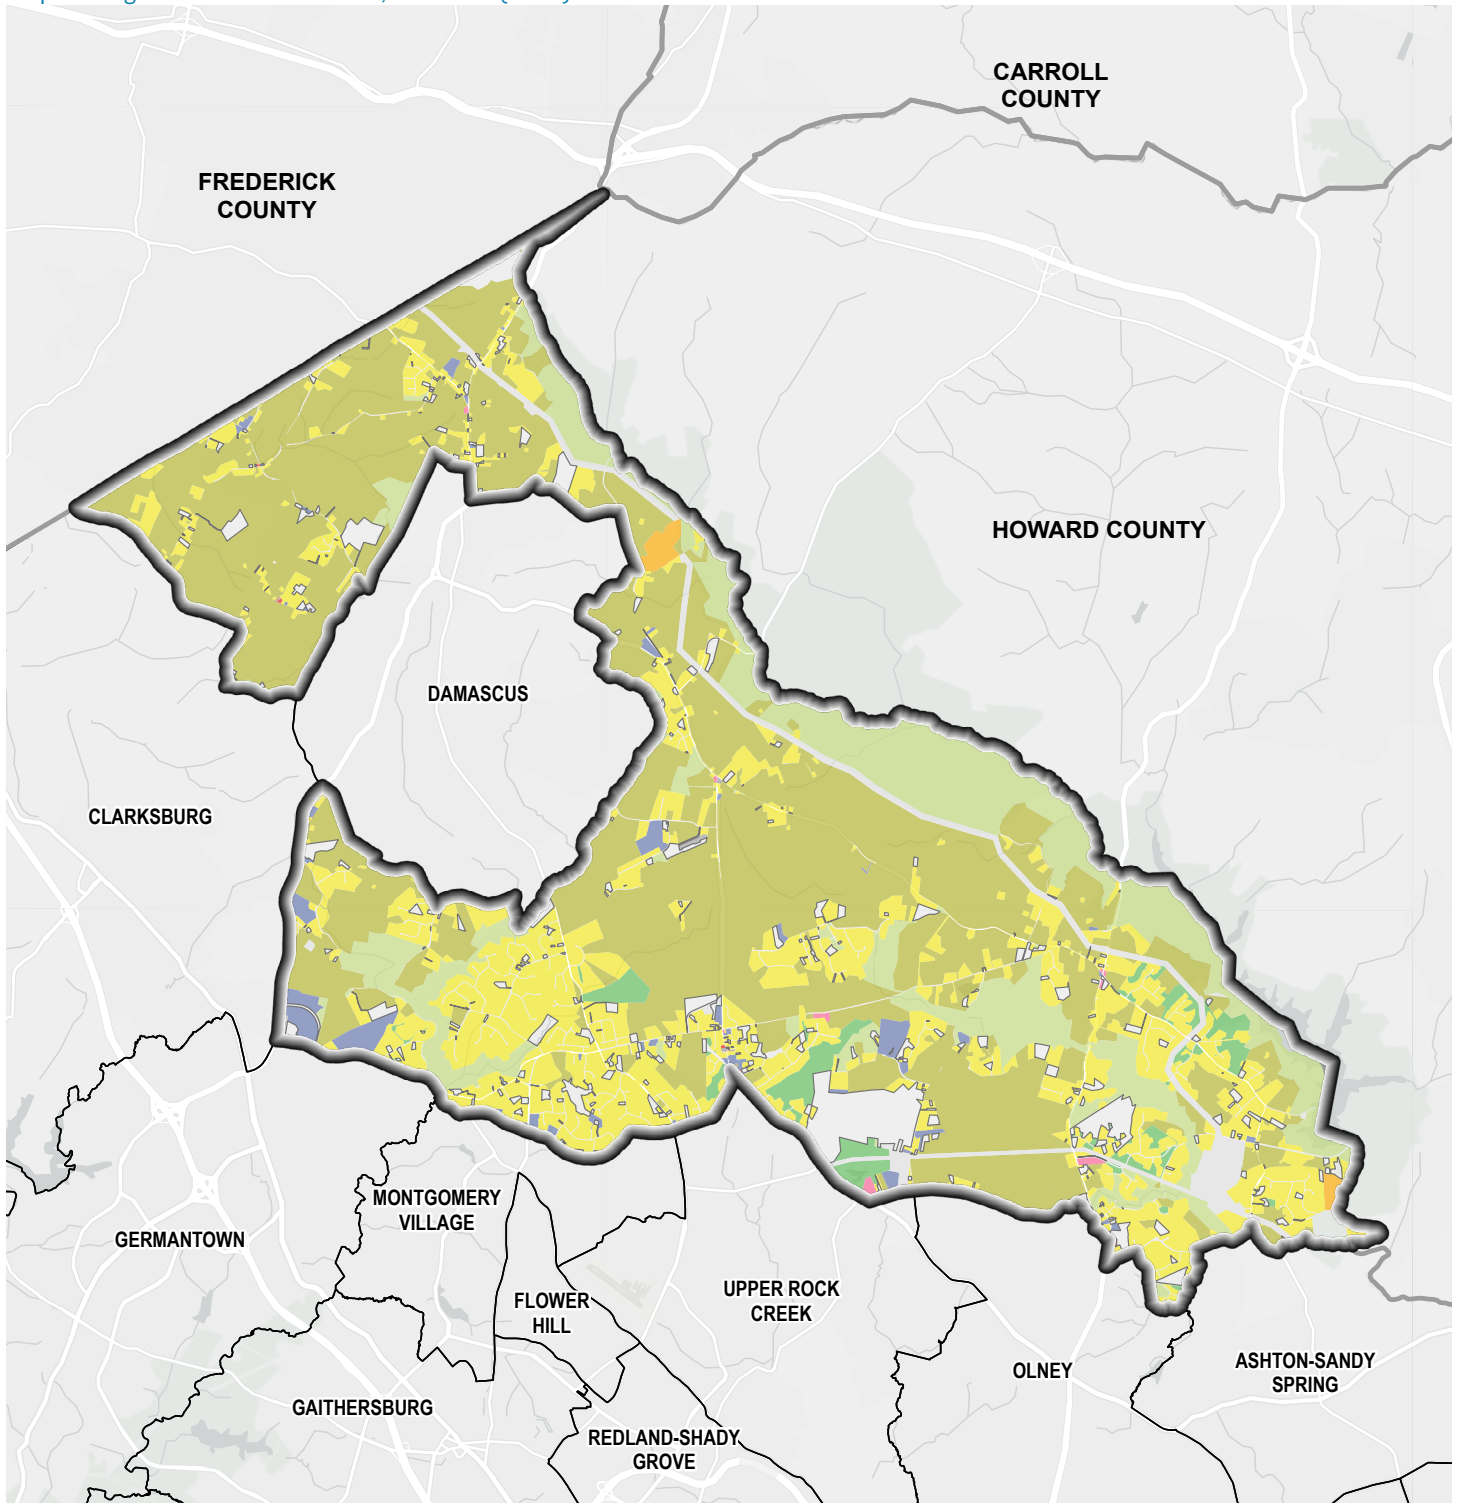 CARROLL
COUNTY
FREDERICK
COUNTY
HOWARD COUNTY
DAMASCUS
CLARKSBURG
MONTGOMERY
VILLAGE
GERMANTOWN
FLOWER
HILL
UPPER ROCK
CREEK
OLNEY
ASHTON-SANDY
SPRING
GAITHERSBURG
REDLAND-SHADY
GROVE